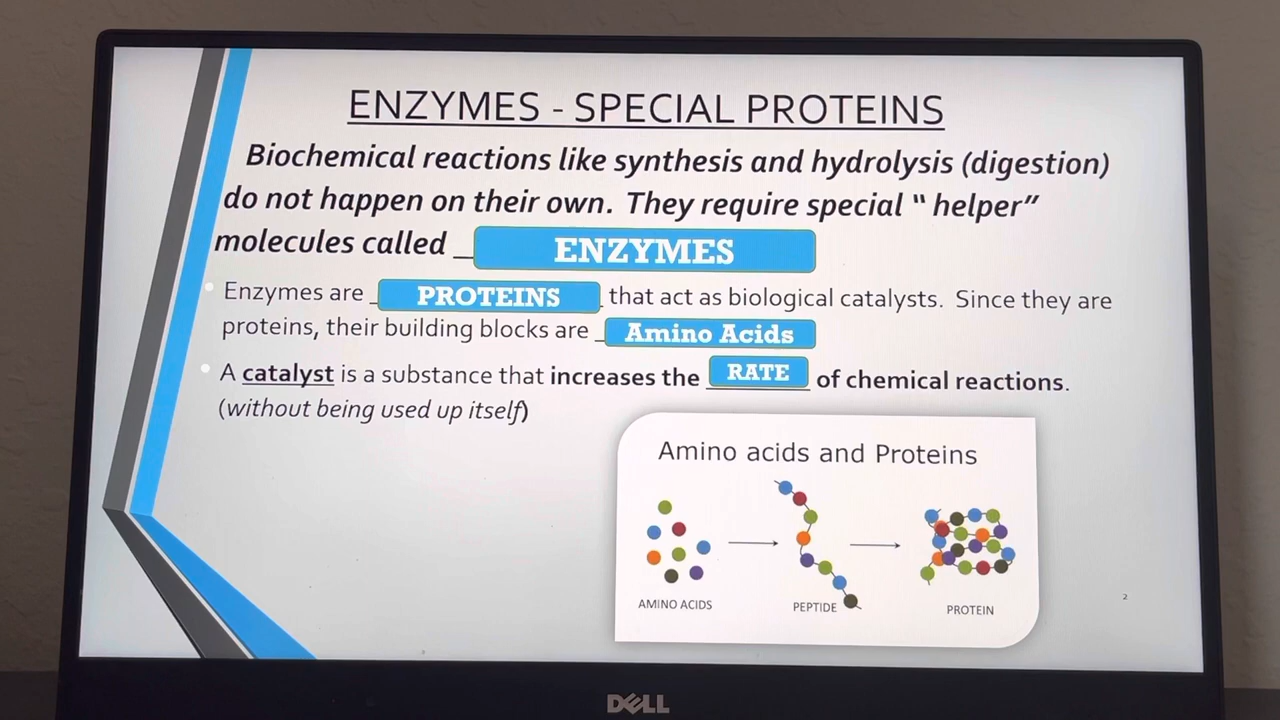 ENZYMES - SPECIAL PROTEINS
Biochemical reactions like synthesis and hydrolysis (digestion)
do not happen on their own. They require special “ helper”
molecules called _ ENZYMES
Enzymes are _ PROTEINS _ that act as biological catalysts. Since they are
proteins, their building blocks are _ Amino Acids
A catalyst is a substance that increases the RATE of chemical reactions.
(without being used up itself)
Amino acids and Proteins
AMINO ACIDS PEPTIDE PROTEIN
2
DELL